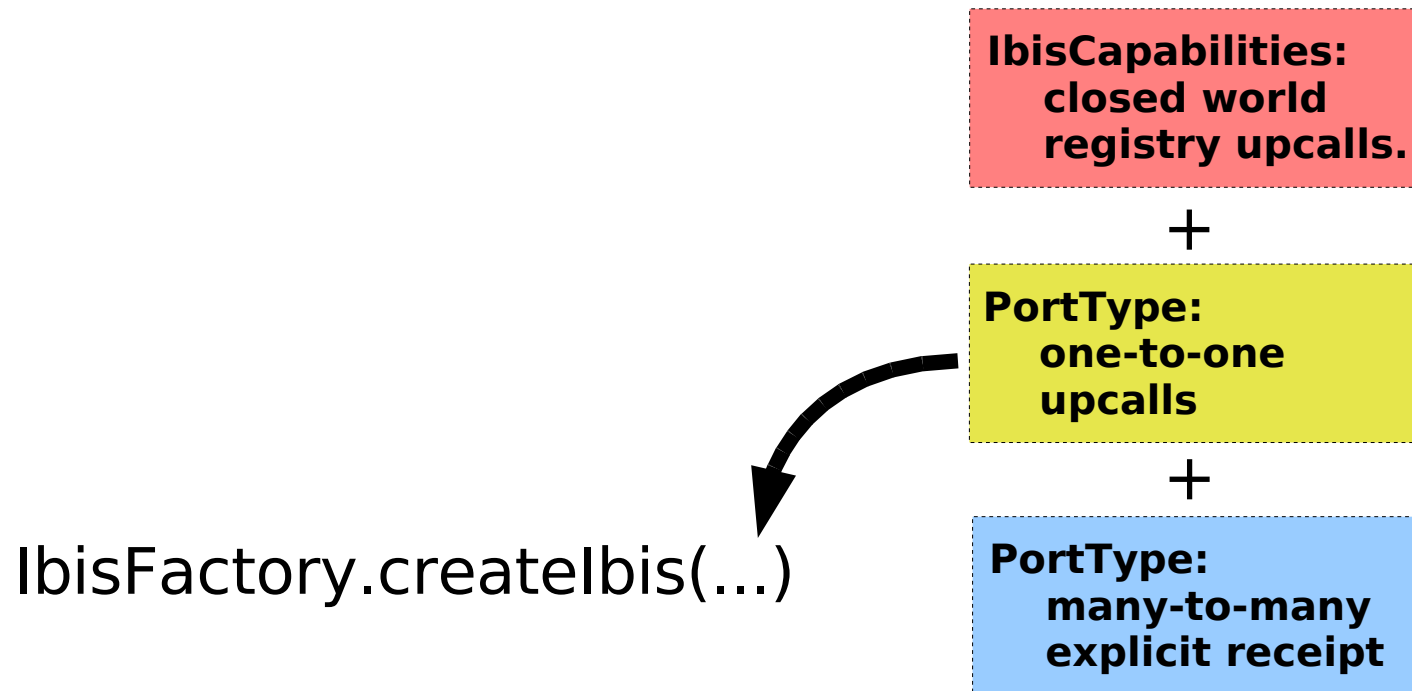 IbisCapabilities:
closed world
registry upcalls.
+
PortType:
one-to-one
upcalls
+
PortType:
many-to-many
explicit receipt
IbisFactory.createIbis(...)